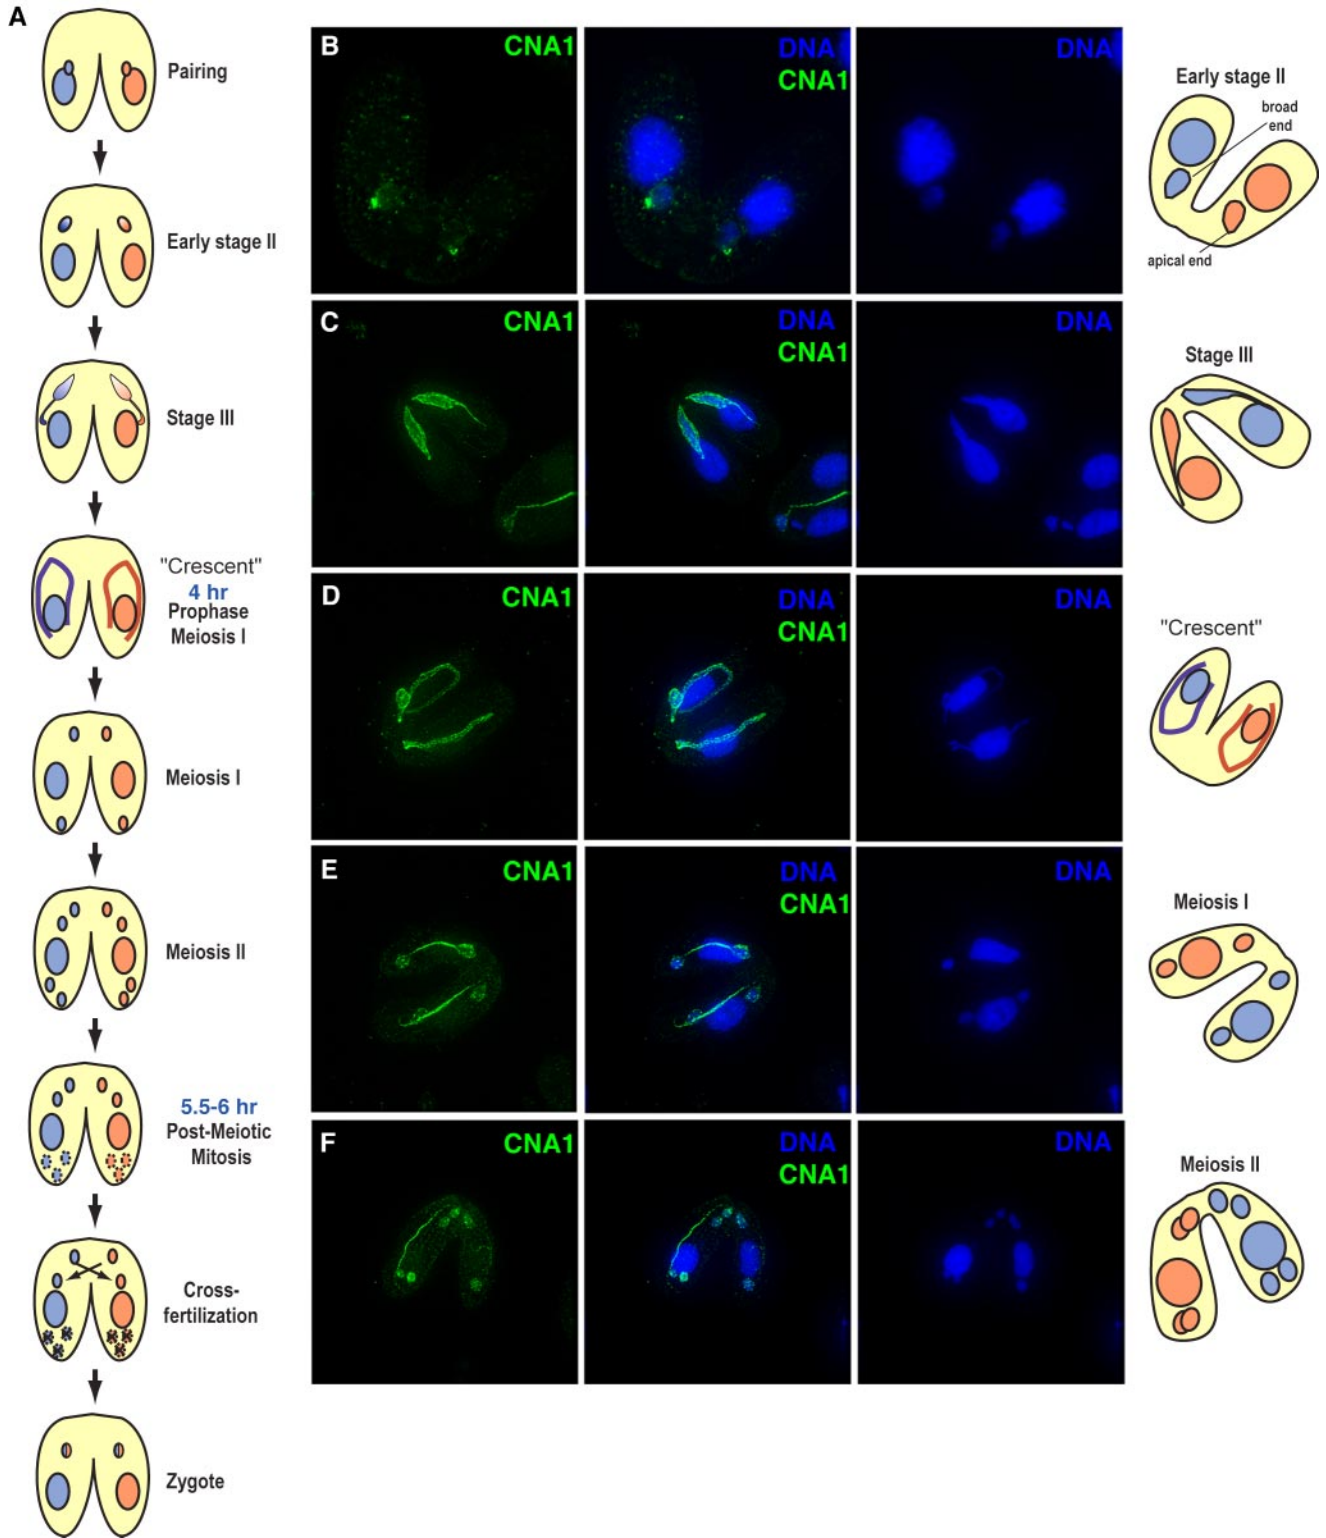 A
Pairing
Early stage II
Stage III
"Crescent"
4 hr
Prophase
Meiosis I
Meiosis I
Meiosis II
5.5-6 hr
Post-Meiotic
Mitosis
Cross-
fertilization
Zygote
B
CNA1
DNA
CNA1
DNA
Early stage II
broad
end
apical end
C
CNA1
DNA
CNA1
DNA
Stage III
D
CNA1
DNA
CNA1
DNA
"Crescent"
E
CNA1
DNA
CNA1
DNA
Meiosis I
F
CNA1
DNA
CNA1
DNA
Meiosis II